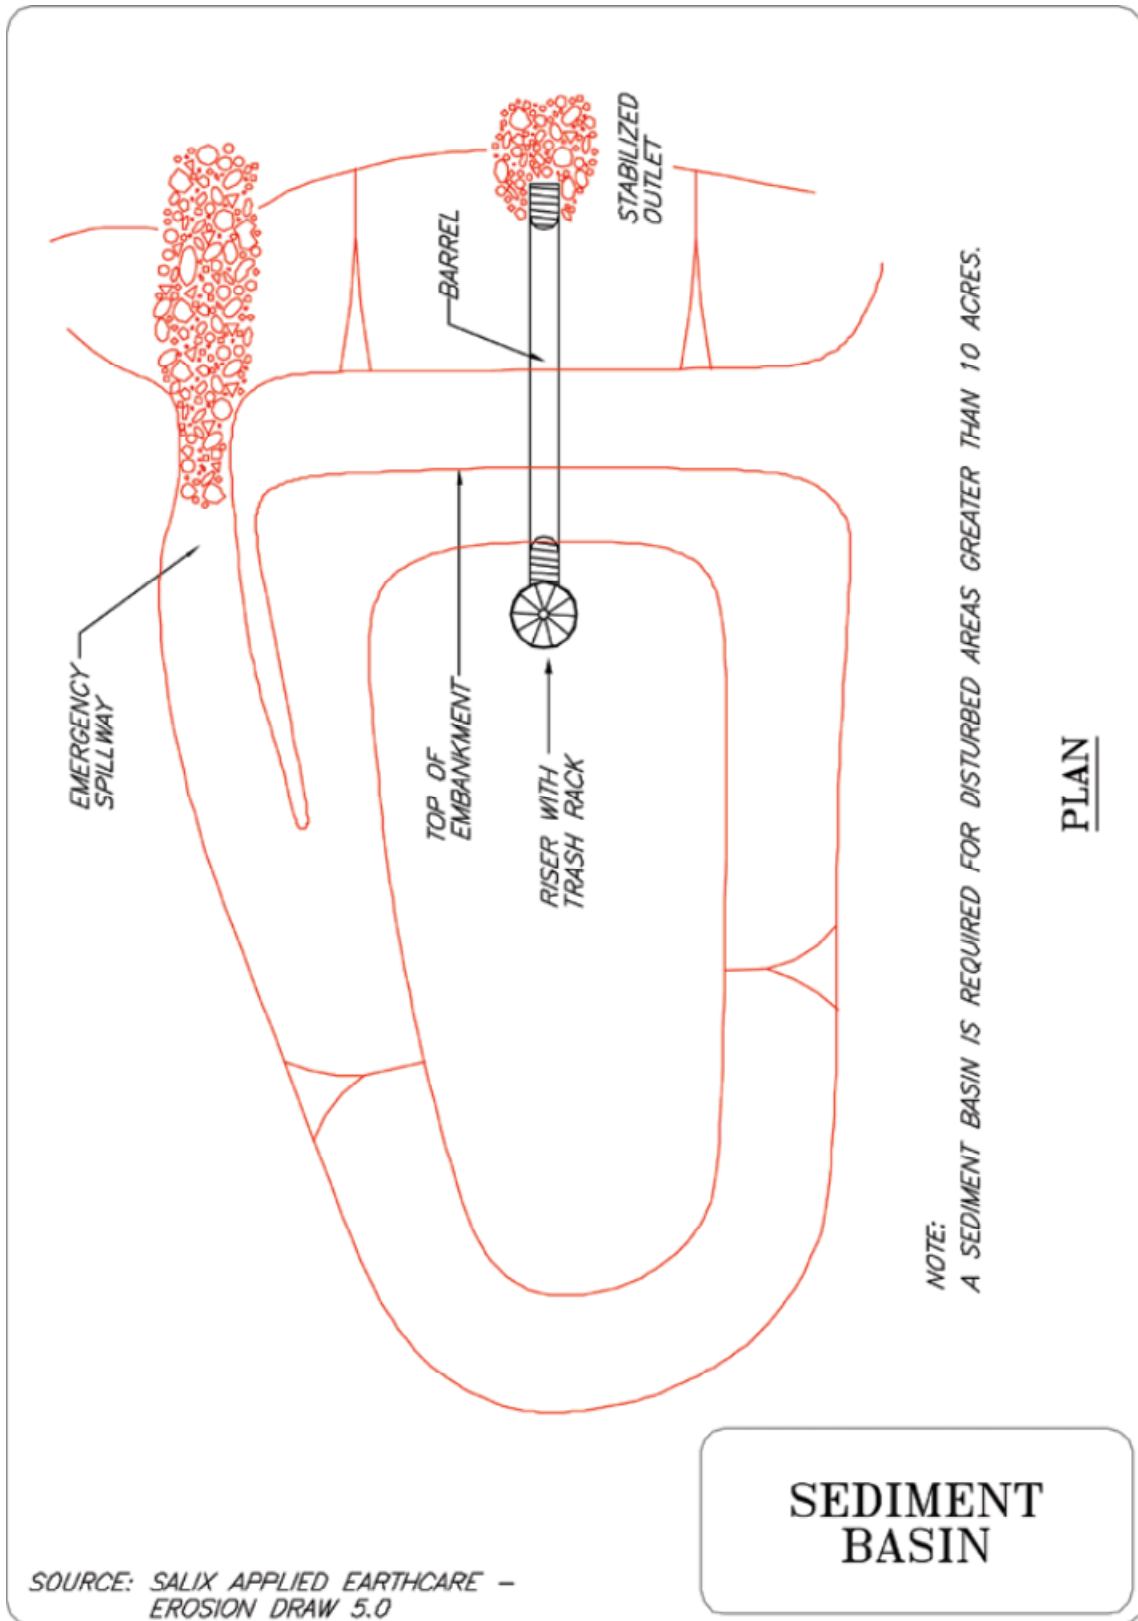 EMERGENCY
SPILLWAY
TOP OF
EMBANKMENT
BARREL
RISER WITH
TRASH RACK
STABILIZED
OUTLET
NOTE:
A SEDIMENT BASIN IS REQUIRED FOR DISTURBED AREAS GREATER THAN 10 ACRES.
PLAN
SEDIMENT
BASIN
SOURCE: SALIX APPLIED EARTHCARE –
EROSION DRAW 5.0